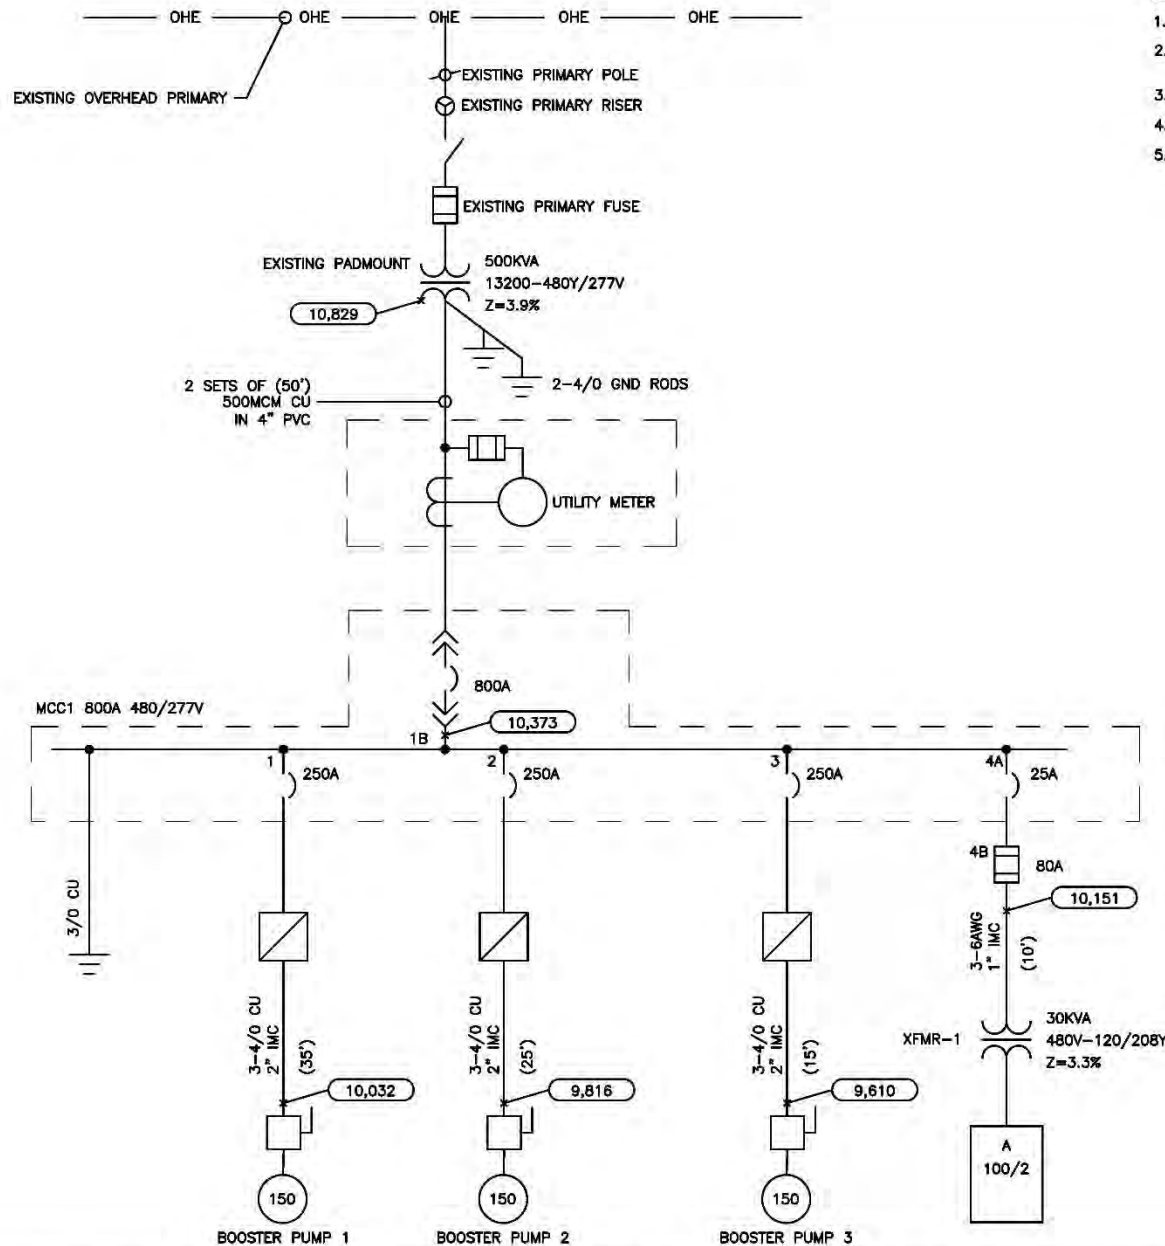 OHE OHE OHE OHE OHE
1.
2.
3.
4.
5.
EXISTING OVERHEAD PRIMARY
EXISTING PRIMARY POLE
EXISTING PRIMARY RISER
EXISTING PRIMARY FUSE
EXISTING PADMOUNT
500KVA
13200-480Y/277V
Z=3.9%
10,829
2 SETS OF (50')
500MCM CU
IN 4" PVC
2-4/0 GND RODS
UTILITY METER
800A
MCC1 800A 480/277V
1B
10,373
1
250A
2
250A
3
250A
4A
25A
4B
80A
10,151
3/0 CU
3-4/0 CU
2" IMC
(35')
3-4/0 CU
2" IMC
(25')
3-4/0 CU
2" IMC
(15')
3-6AWG
1" IMC
(10')
XFMR-1
30KVA
480V-120/208Y
Z=3.3%
10,032
9,816
9,610
A
100/2
150
150
150
BOOSTER PUMP 1
BOOSTER PUMP 2
BOOSTER PUMP 3